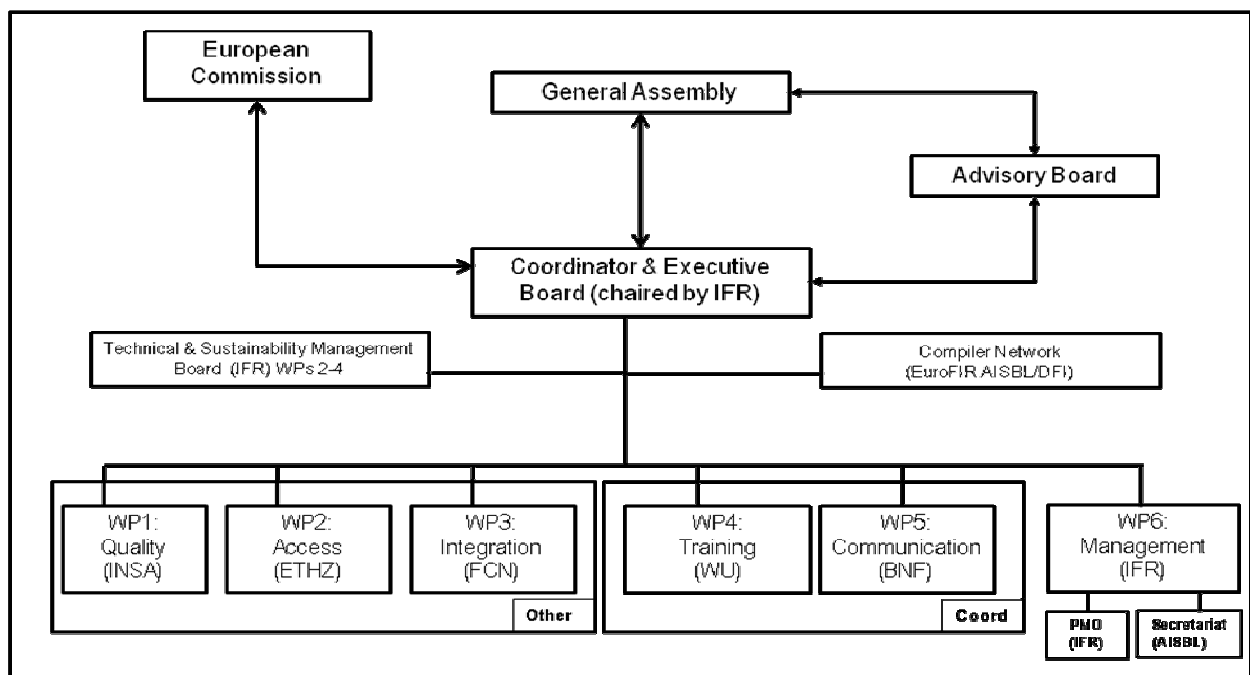 European
Commission
General Assembly
Advisory Board
Coordinator & Executive
Board (chaired by IFR)
Technical & Sustainability Management
Board (IFR) WPs 2-4
Compiler Network
(EuroFIR AISBL/DFI)
WP1:
Quality
(INSA)
WP2:
Access
(ETHZ)
WP3:
Integration
(FCN)
Other
WP4:
Training
(WU)
WP5:
Communication
(BNF)
Coord
WP6:
Management
(IFR)
PMO
(IFR)
Secretariat
(AISBL)